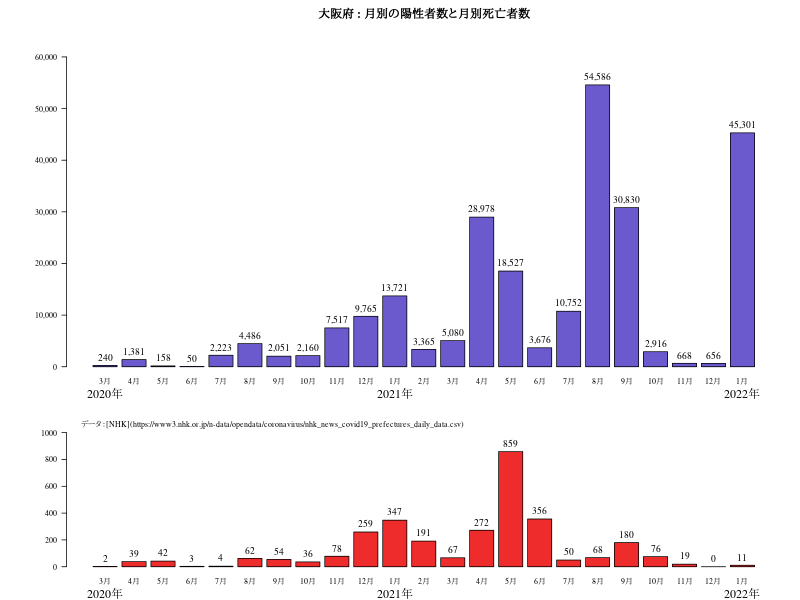 大阪府 : 月別の陽性者数と月別死亡者数
60,000
50,000
40,000
30,000
20,000
10,000
0
240 1,381 158 50 2,223 4,486 2,051 2,160 7,517 9,765 13,721 3,365 5,080 28,978 18,527 3,676 10,752 54,586 30,830 2,916 668 656 45,301
3月 4月 5月 6月 7月 8月 9月 10月 11月 12月 1月 2月 3月 4月 5月 6月 7月 8月 9月 10月 11月 12月 1月
2020年 2021年 2022年
データ:[NHK](https://www3.nhk.or.jp/n-data/opendata/coronavirus/nhk_news_covid19_prefectures_daily_data.csv)
1000
800
600
400
200
0
2 39 42 3 4 62 54 36 78 259 347 191 67 272 859 356 50 68 180 76 19 0 11
3月 4月 5月 6月 7月 8月 9月 10月 11月 12月 1月 2月 3月 4月 5月 6月 7月 8月 9月 10月 11月 12月 1月
2020年 2021年 2022年